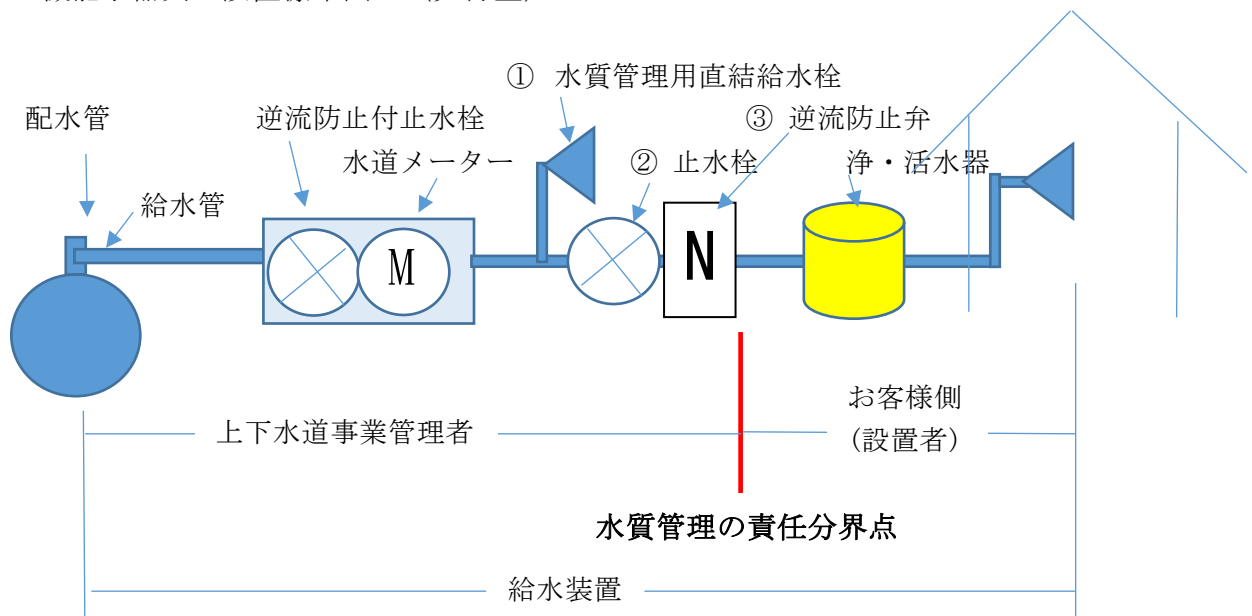 ① 水質管理用直結給水栓
配水管
逆流防止付止水栓
③ 逆流防止弁
水道メーター
② 止水栓
浄・活水器
給水管
M
N
お客様側
上下水道事業管理者
(設置者)
水質管理の責任分界点
給水装置